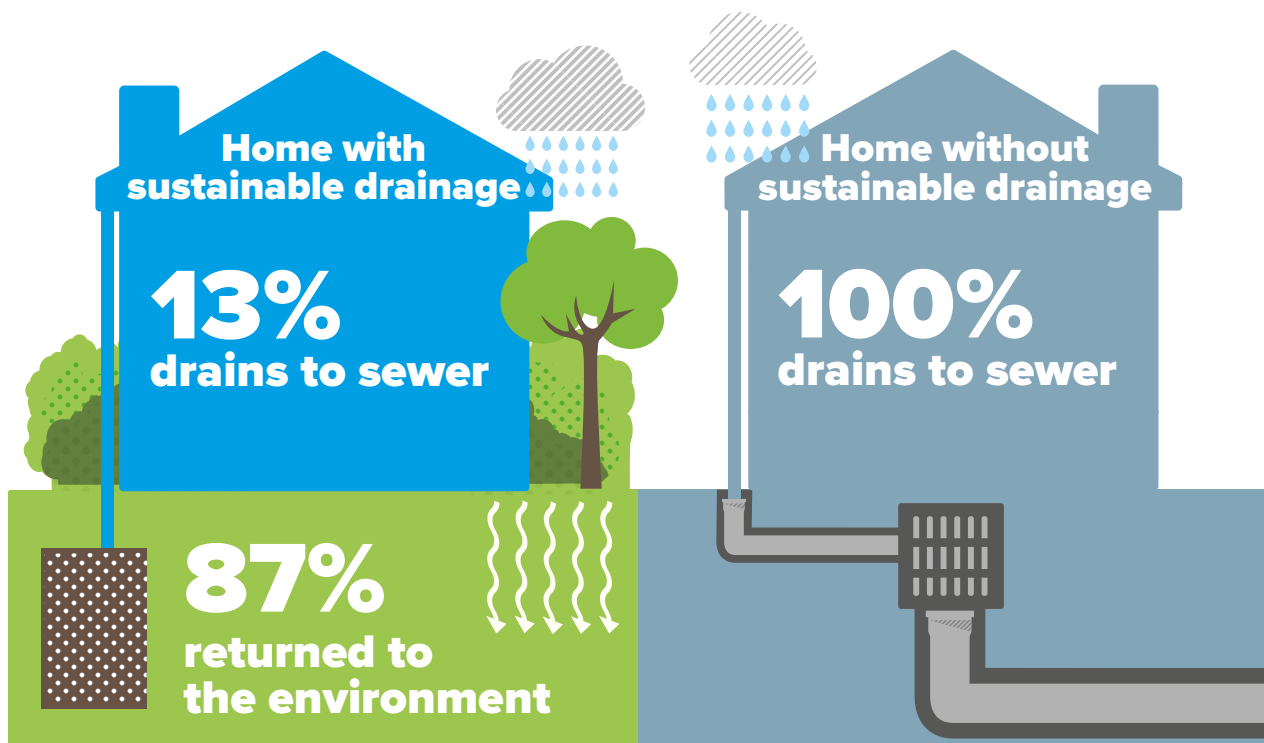 Home with
sustainable drainage
13%
drains to sewer
87%
returned to
the environment
Home without
sustainable drainage
100%
drains to sewer